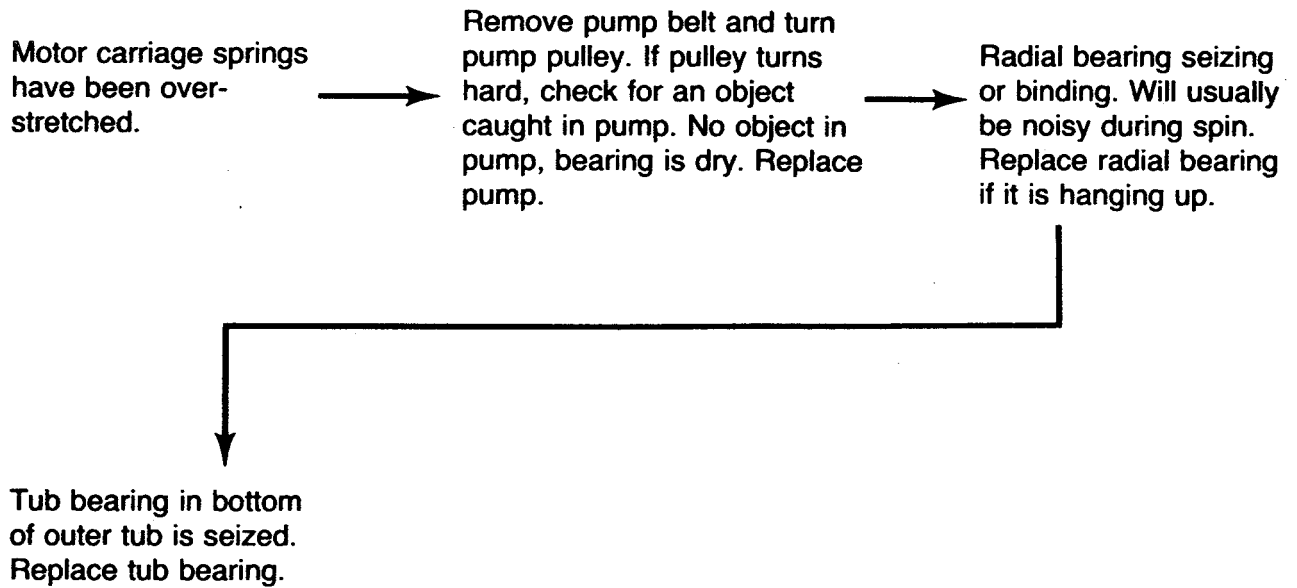 Motor carriage springs
have been over-
stretched.
Remove pump belt and turn
pump pulley. If pulley turns
hard, check for an object
caught in pump. No object in
pump, bearing is dry. Replace
pump.
Radial bearing seizing
or binding. Will usually
be noisy during spin.
Replace radial bearing
if it is hanging up.
Tub bearing in bottom
of outer tub is seized.
Replace tub bearing.